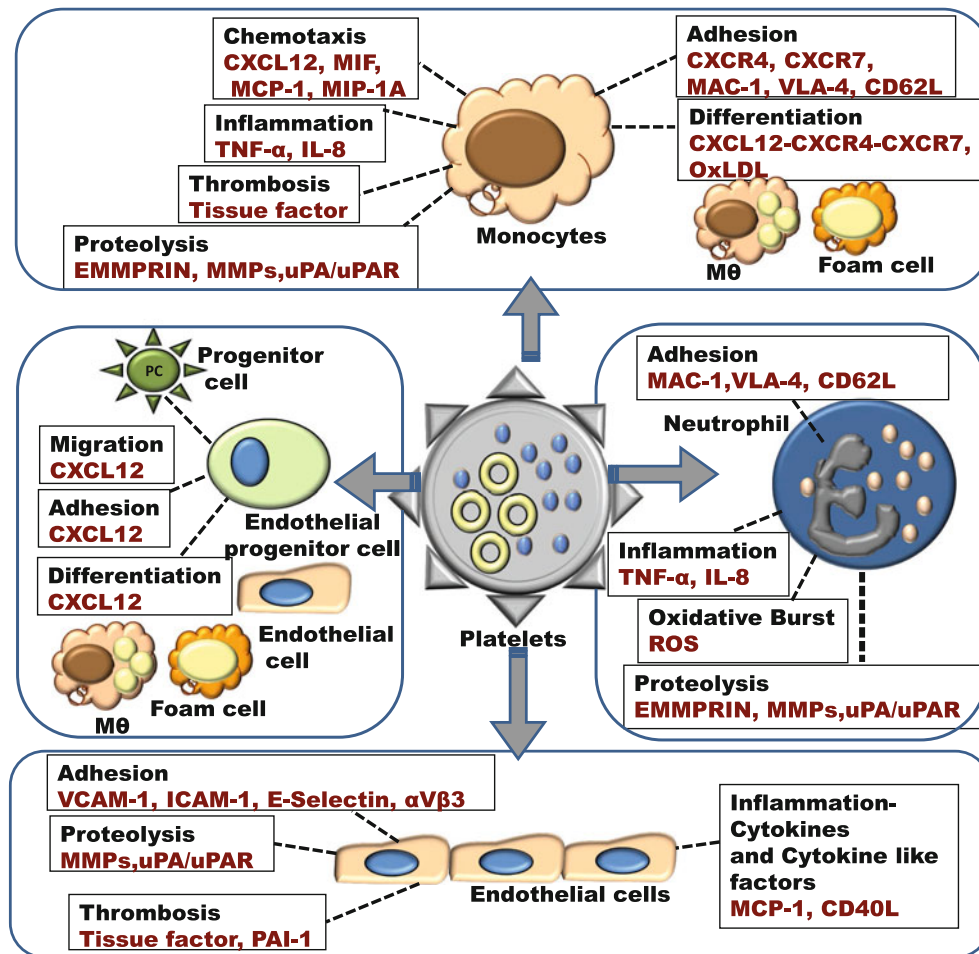 Chemotaxis
CXCL12, MIF,
MCP-1, MIP-1A
Inflammation
TNF-α, IL-8
Thrombosis
Tissue factor
Proteolysis
EMMPRIN, MMPs,uPA/uPAR
Monocytes
Adhesion
CXCR4, CXCR7,
MAC-1, VLA-4, CD62L
Differentiation
CXCL12-CXCR4-CXCR7,
OxLDL
Mθ
Foam cell
PC
Progenitor
cell
Migration
CXCL12
Adhesion
CXCL12
Differentiation
CXCL12
Endothelial
progenitor cell
Endothelial
cell
Mθ
Foam cell
Platelets
Adhesion
MAC-1,VLA-4, CD62L
Neutrophil
Inflammation
TNF-α, IL-8
Oxidative Burst
ROS
Proteolysis
EMMPRIN, MMPs,uPA/uPAR
Adhesion
VCAM-1, ICAM-1, E-Selectin, αVβ3
Proteolysis
MMPs,uPA/uPAR
Thrombosis
Tissue factor, PAI-1
Endothelial cells
Inflammation-
Cytokines
and Cytokine like
factors
MCP-1, CD40L